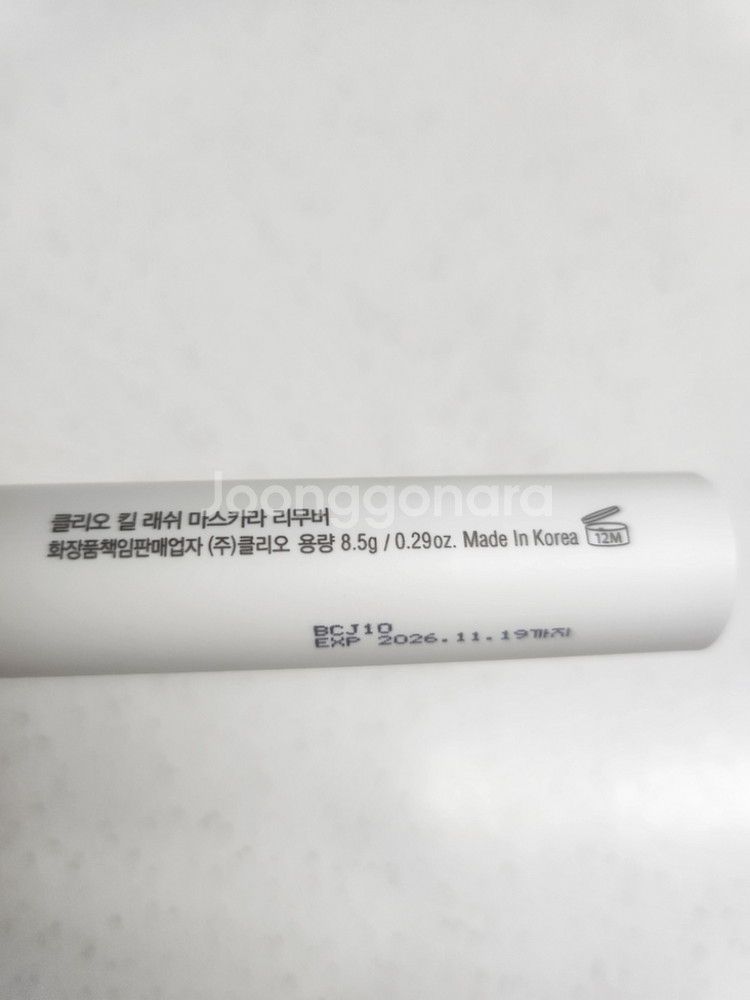 Joonggonara
클리오 킬 래쉬 마스카라 리무버
화장품책임판매업자 (주)클리오 용량 8.5g / 0.29oz. Made In Korea 12M
BCJ10
EXP 2026.11.19까지